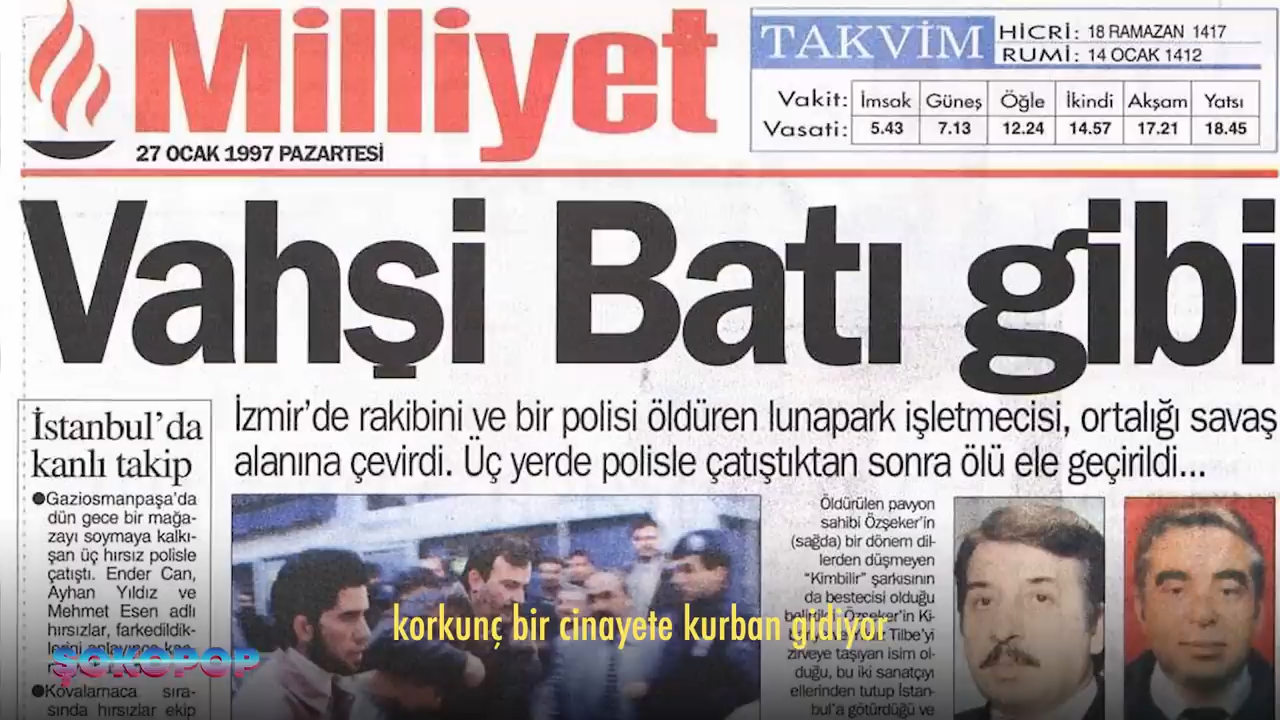 Milliyet
27 OCAK 1997 PAZARTESİ
TAKVİM
HİCRİ: 18 RAMAZAN 1417
RUMİ: 14 OCAK 1412
Vakit: İmsak Güneş Öğle İkindi Akşam Yatsı
Vasati: 5.43 7.13 12.24 14.57 17.21 18.45
Vahşi Batı gibi
İzmir'de rakibini ve bir polisi öldüren lunapark işletmecisi, ortalığı savaş
alanına çevirdi. Üç yerde polisle çatıştıktan sonra ölü ele geçirildi...
İstanbul'da
kanlı takip
●Gaziosmanpaşa'da
dün gece bir mağa-
zayı soymaya kalkı-
şan üç hırsız polisle
çatıştı. Ender Can,
Ayhan Yıldız ve
Mehmet Esen adlı
hırsızlar, farkedildik-
●Kovalamaca sıra-
sında hırsızlar ekip
Öldürülen pavyon
sahibi Özşeker'in
(sağda) bir dönem dil-
lerden düşmeyen
"Kimbilir" şarkısının
da bestecisi olduğu
Özşeker'in Ki-
Tilbe'yi
zirveye taşıyan isim ol-
duğu, bu iki sanatçıyı
ellerinden tutup İstan-
bul'a götürdüğü ve
korkunç bir cinayete kurban gidiyor
ŞOKOPOP